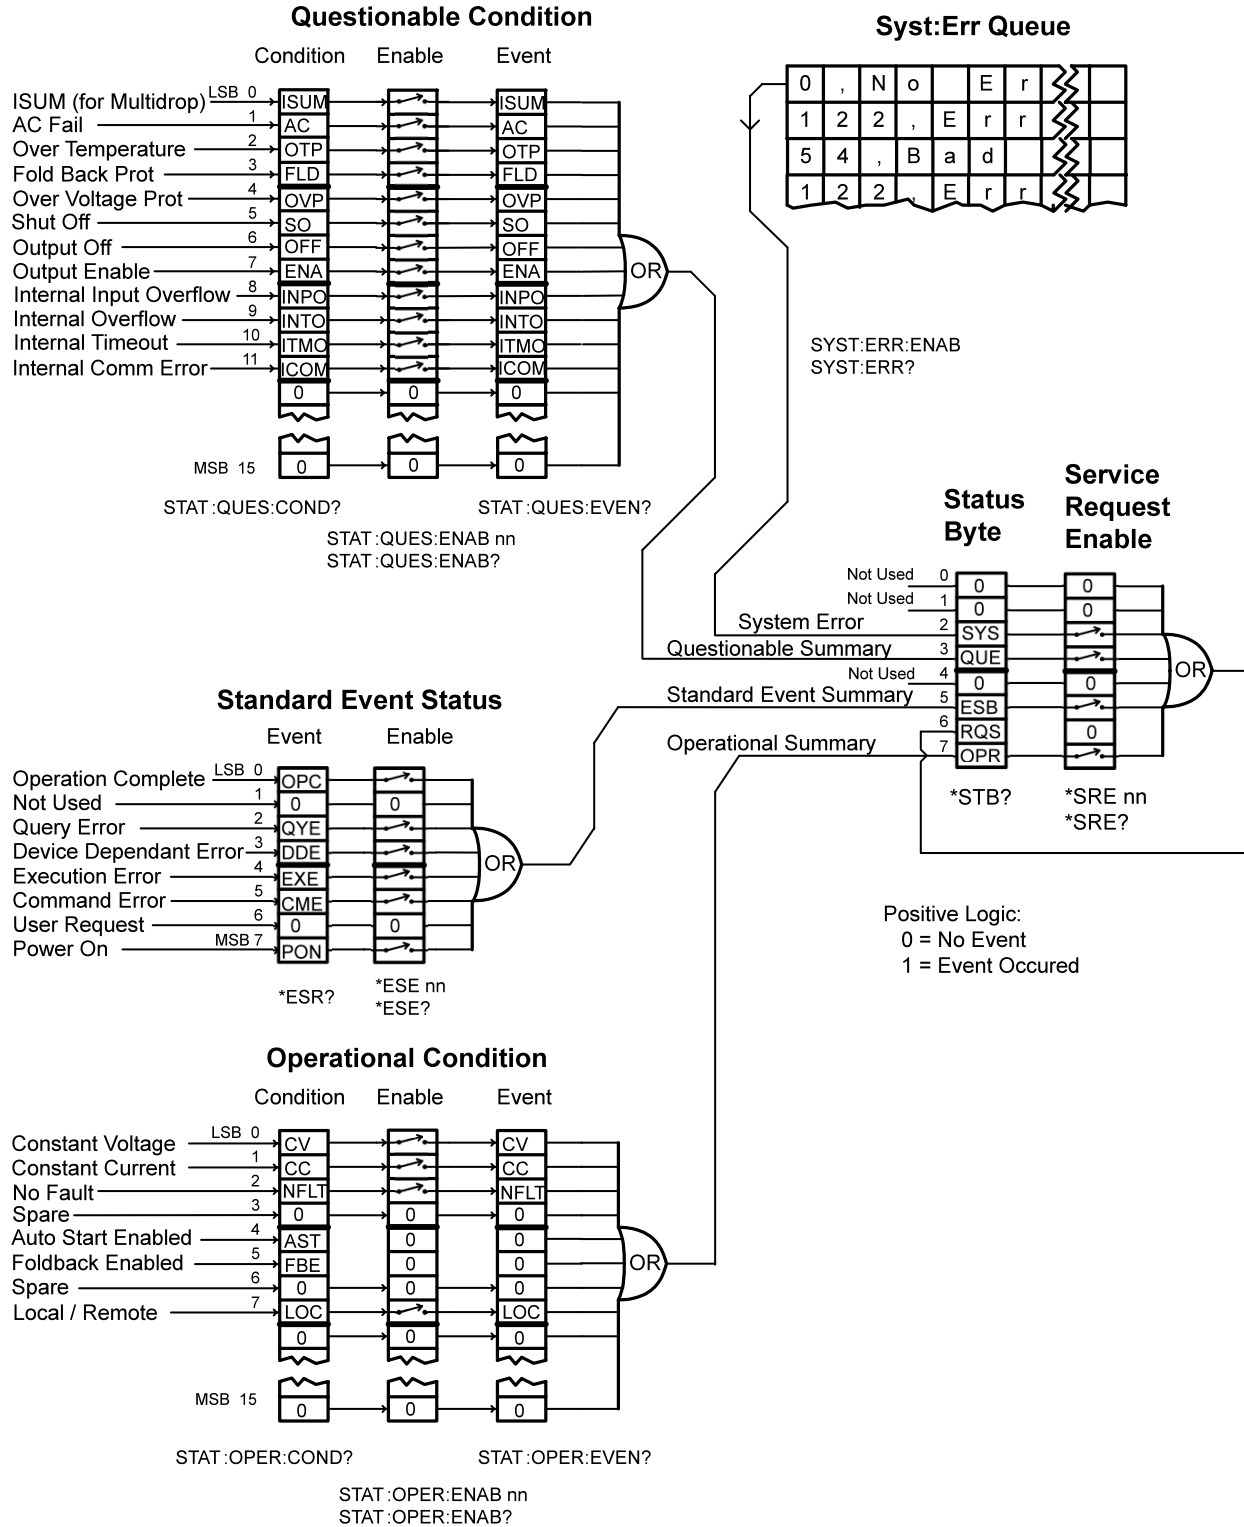 Questionable Condition
Condition Enable Event
ISUM (for Multidrop) LSB 0 ISUM ISUM
AC Fail 1 AC AC
Over Temperature 2 OTP OTP
Fold Back Prot 3 FLD FLD
Over Voltage Prot 4 OVP OVP
Shut Off 5 SO SO
Output Off 6 OFF OFF
Output Enable 7 ENA ENA
Internal Input Overflow 8 INPO INPO
Internal Overflow 9 INTO INTO
Internal Timeout 10 ITMO ITMO
Internal Comm Error 11 ICOM ICOM
0 0 0
MSB 15 0 0 0
OR
STAT:QUES:COND? STAT:QUES:EVEN?
STAT:QUES:ENAB nn
STAT:QUES:ENAB?
Syst:Err Queue
0 , N o E r
1 2 2 , E r r
5 4 , B a d
1 2 2 , E r r
SYST:ERR:ENAB
SYST:ERR?
Status Byte
Service Request Enable
Not Used 0 0 0
Not Used 1 0 0
System Error 2 SYS
Questionable Summary 3 QUE
Not Used 4 0 0
Standard Event Summary 5 ESB
6 RQS 0
Operational Summary 7 OPR
OR
*STB? *SRE nn
*SRE?
Positive Logic:
0 = No Event
1 = Event Occured
Standard Event Status
Event Enable
Operation Complete LSB 0 OPC
Not Used 1 0 0
Query Error 2 QYE
Device Dependant Error 3 DDE
Execution Error 4 EXE
Command Error 5 CME
User Request 6 0 0
Power On MSB 7 PON
OR
*ESR? *ESE nn
*ESE?
Operational Condition
Condition Enable Event
Constant Voltage LSB 0 CV CV
Constant Current 1 CC CC
No Fault 2 NFLT NFLT
Spare 3 0 0 0
Auto Start Enabled 4 AST 0 0
Foldback Enabled 5 FBE 0 0
Spare 6 0 0 0
Local / Remote 7 LOC LOC
0 0 0
MSB 15 0 0 0
OR
STAT:OPER:COND? STAT:OPER:EVEN?
STAT:OPER:ENAB nn
STAT:OPER:ENAB?